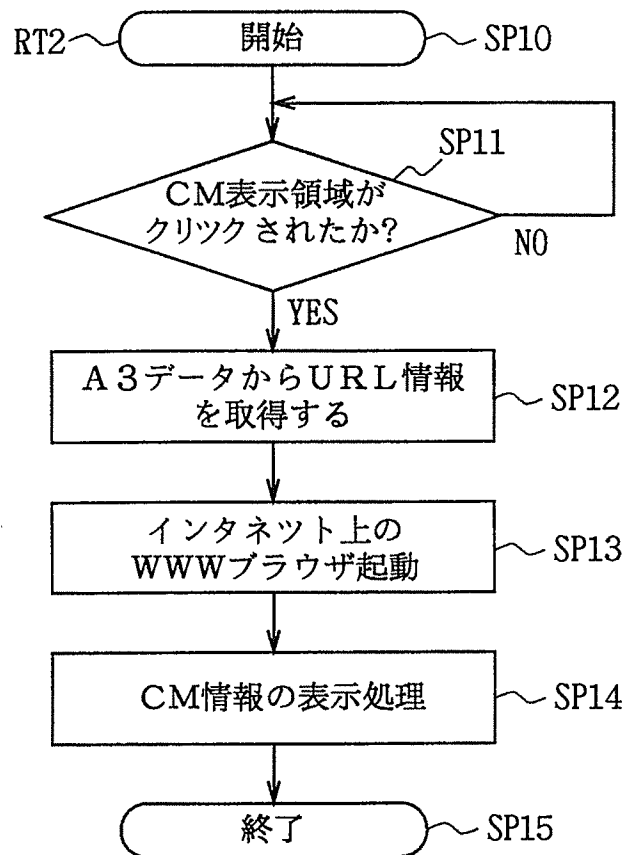 RT2
開始
SP10
SP11
CM表示領域が
クリツクされたか?
NO
YES
A3データからURL情報
を取得する
SP12
インタネツト上の
WWWブラウザ起動
SP13
CM情報の表示処理
SP14
終了
SP15